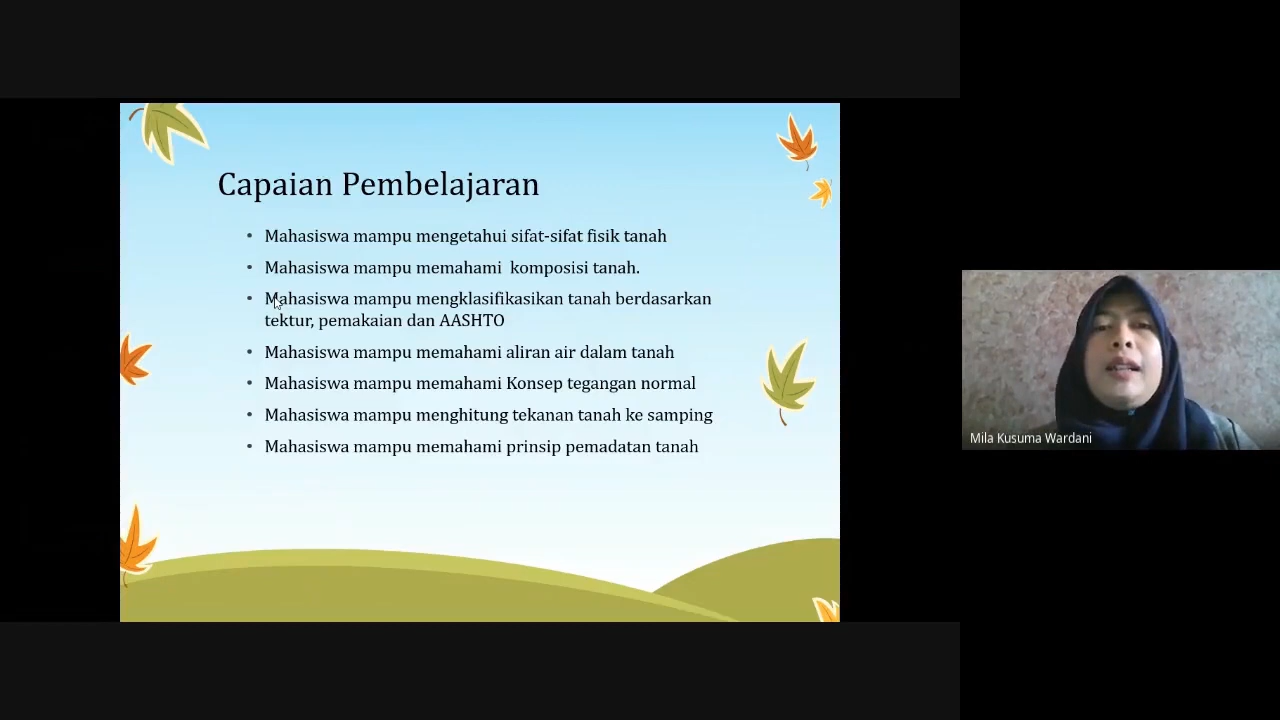 Capaian Pembelajaran
• Mahasiswa mampu mengetahui sifat-sifat fisik tanah
• Mahasiswa mampu memahami  komposisi tanah.
• Mahasiswa mampu mengklasifikasikan tanah berdasarkan
tektur, pemakaian dan AASHTO
• Mahasiswa mampu memahami aliran air dalam tanah
• Mahasiswa mampu memahami Konsep tegangan normal
• Mahasiswa mampu menghitung tekanan tanah ke samping
• Mahasiswa mampu memahami prinsip pemadatan tanah
Mila Kusuma Wardani